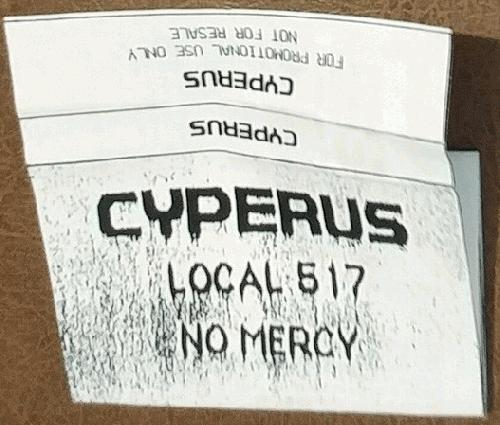 NOT FOR RESALE
FOR PROMOTIONAL USE ONLY
CYPERUS
CYPERUS
CYPERUS
LOCAL 517
NO MERCY